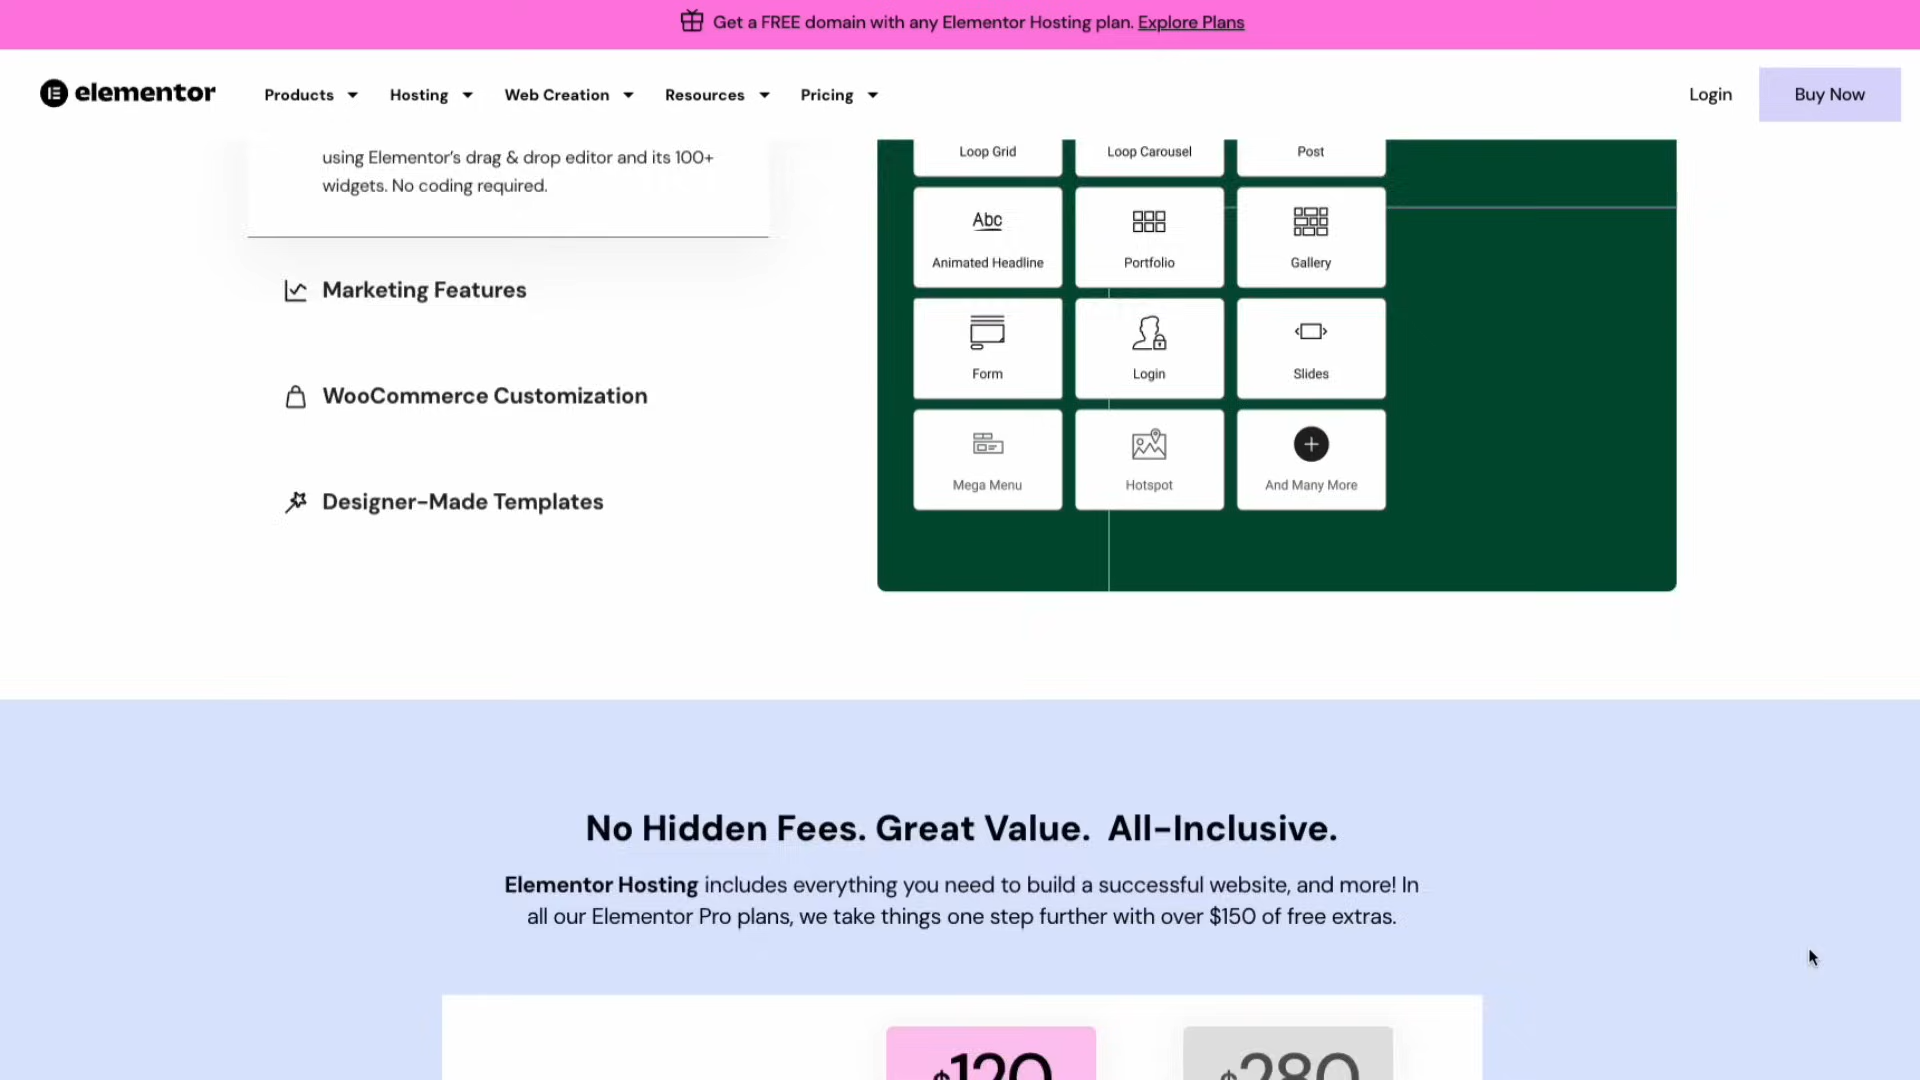 Get a FREE domain with any Elementor Hosting plan. Explore Plans
elementor
Products
Hosting
Web Creation
Resources
Pricing
Login
Buy Now
using Elementor's drag & drop editor and its 100+
widgets. No coding required.
Marketing Features
WooCommerce Customization
Designer-Made Templates
Loop Grid
Loop Carousel
Post
Abc
Animated Headline
Portfolio
Gallery
Form
Login
Slides
Mega Menu
Hotspot
And Many More
No Hidden Fees. Great Value. All-Inclusive.
Elementor Hosting includes everything you need to build a successful website, and more! In
all our Elementor Pro plans, we take things one step further with over $150 of free extras.
$120
$280